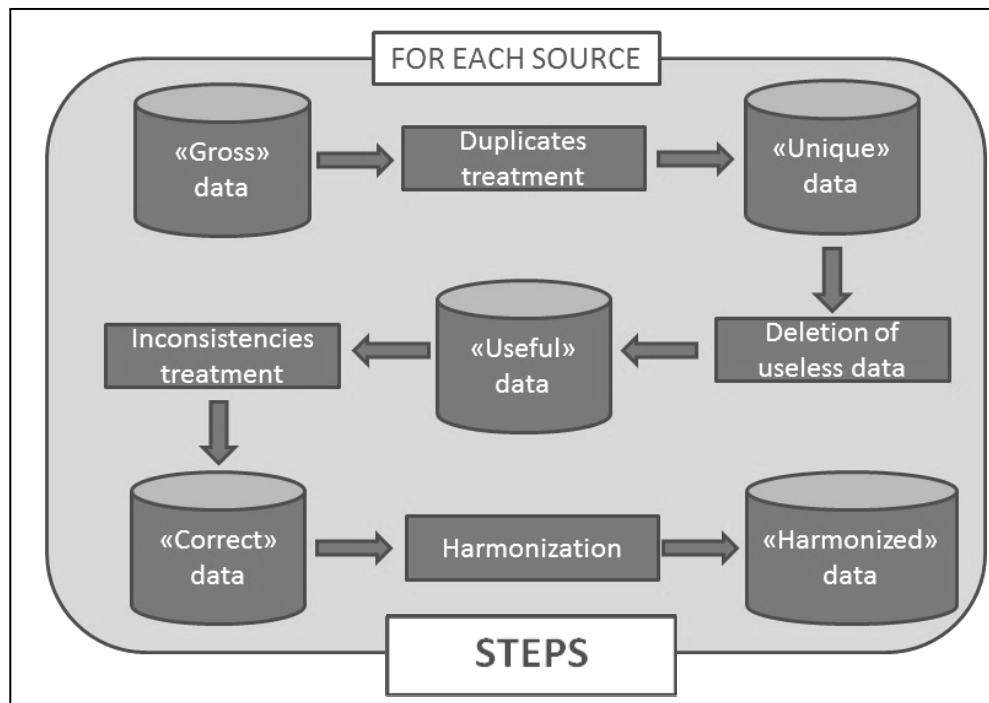 FOR EACH SOURCE
«Gross»
data
Duplicates
treatment
«Unique»
data
Deletion of
useless data
«Useful»
data
Inconsistencies
treatment
«Correct»
data
Harmonization
«Harmonized»
data
STEPS